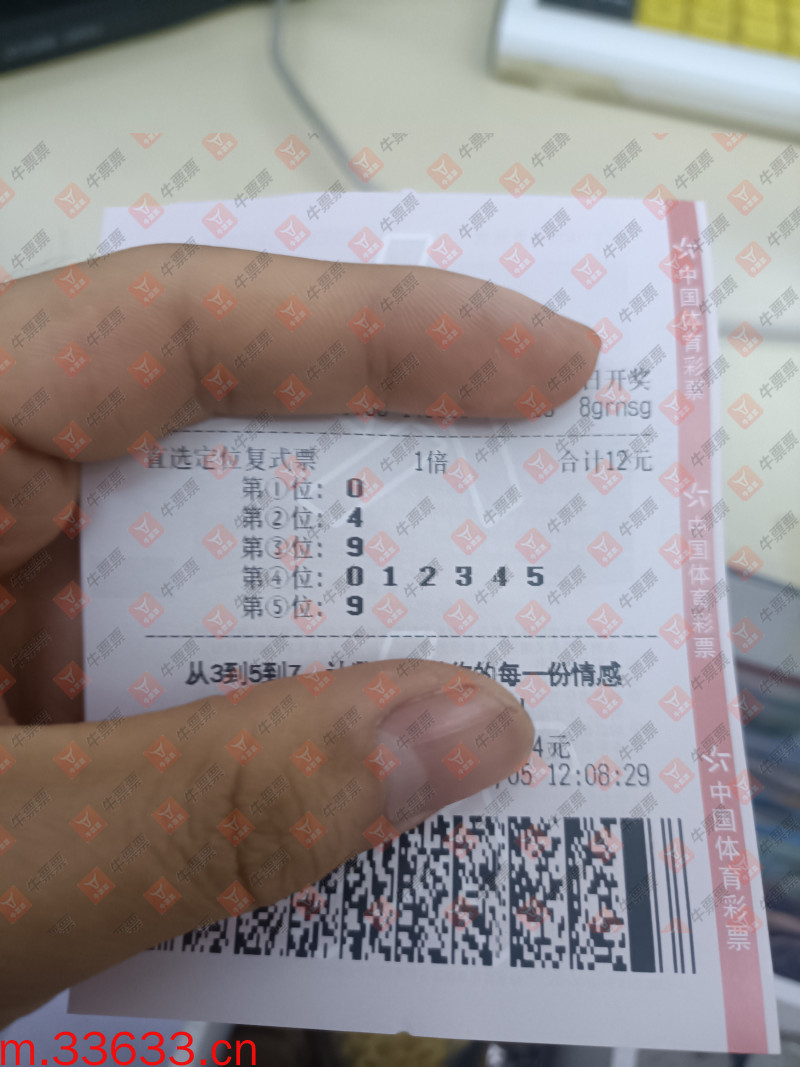 日开奖
8grnsg
直选定位复式票 1倍 合计12元
第①位: 0
第②位: 4
第③位: 9
第④位: 0 1 2 3 4 5
第⑤位: 9
从3到5到7 的每一份情感
4元
05 12:08:29
中国体育彩票
中国体育彩票
中国体育彩票
牛票票
m.33633.cn